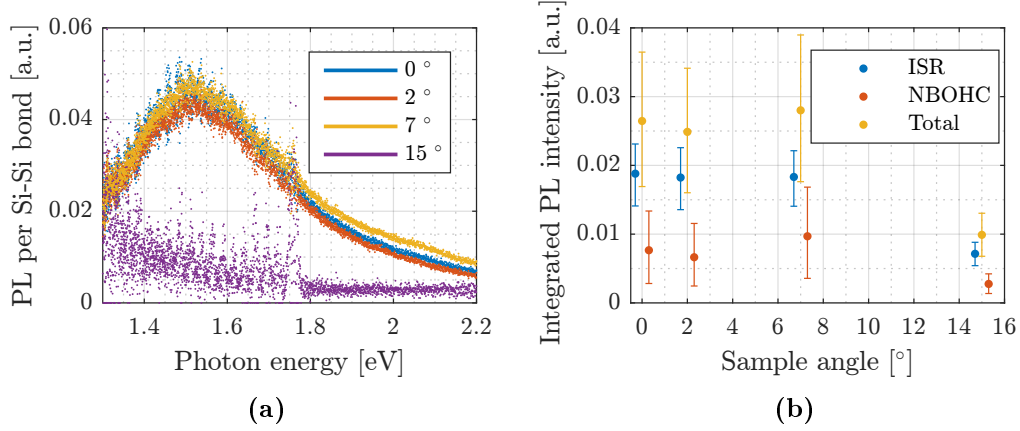 PL per Si-Si bond [a.u.]
0.06
0.04
0.02
0
1.4 1.6 1.8 2 2.2
Photon energy [eV]
0 °
2 °
7 °
15 °
(a)
Integrated PL intensity [a.u.]
0.04
0.03
0.02
0.01
0
0 2 4 6 8 10 12 14 16
Sample angle [°]
ISR
NBOHC
Total
(b)